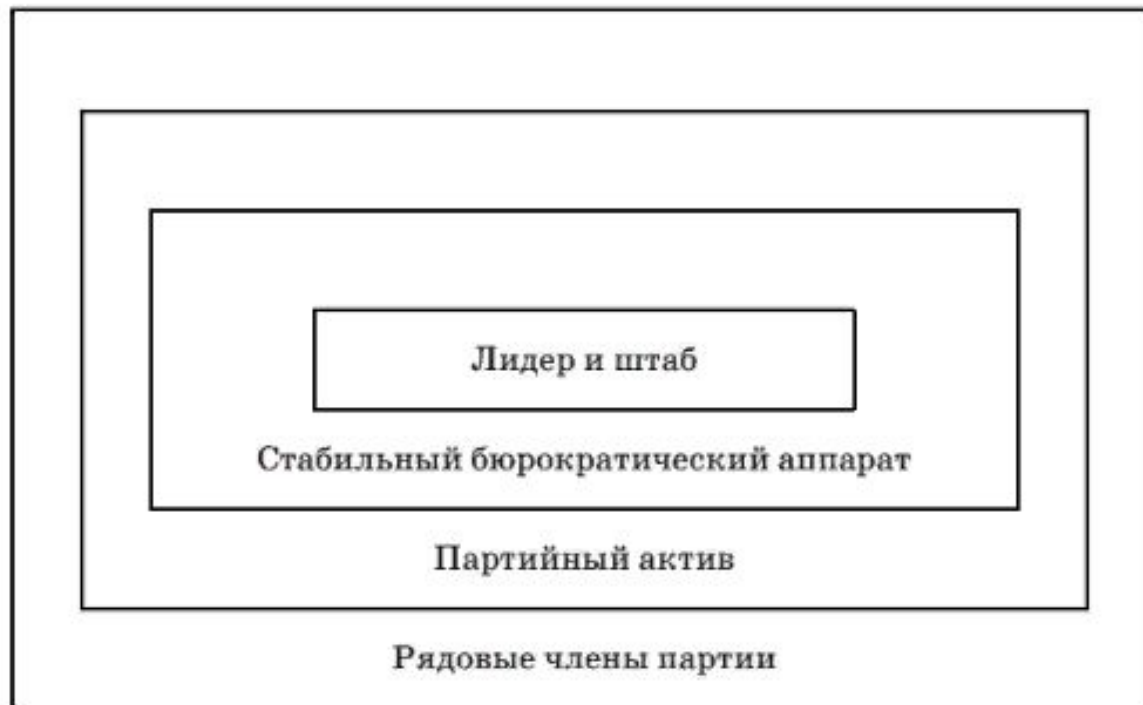 Лидер и штаб
Стабильный бюрократический аппарат
Партийный актив
Рядовые члены партии